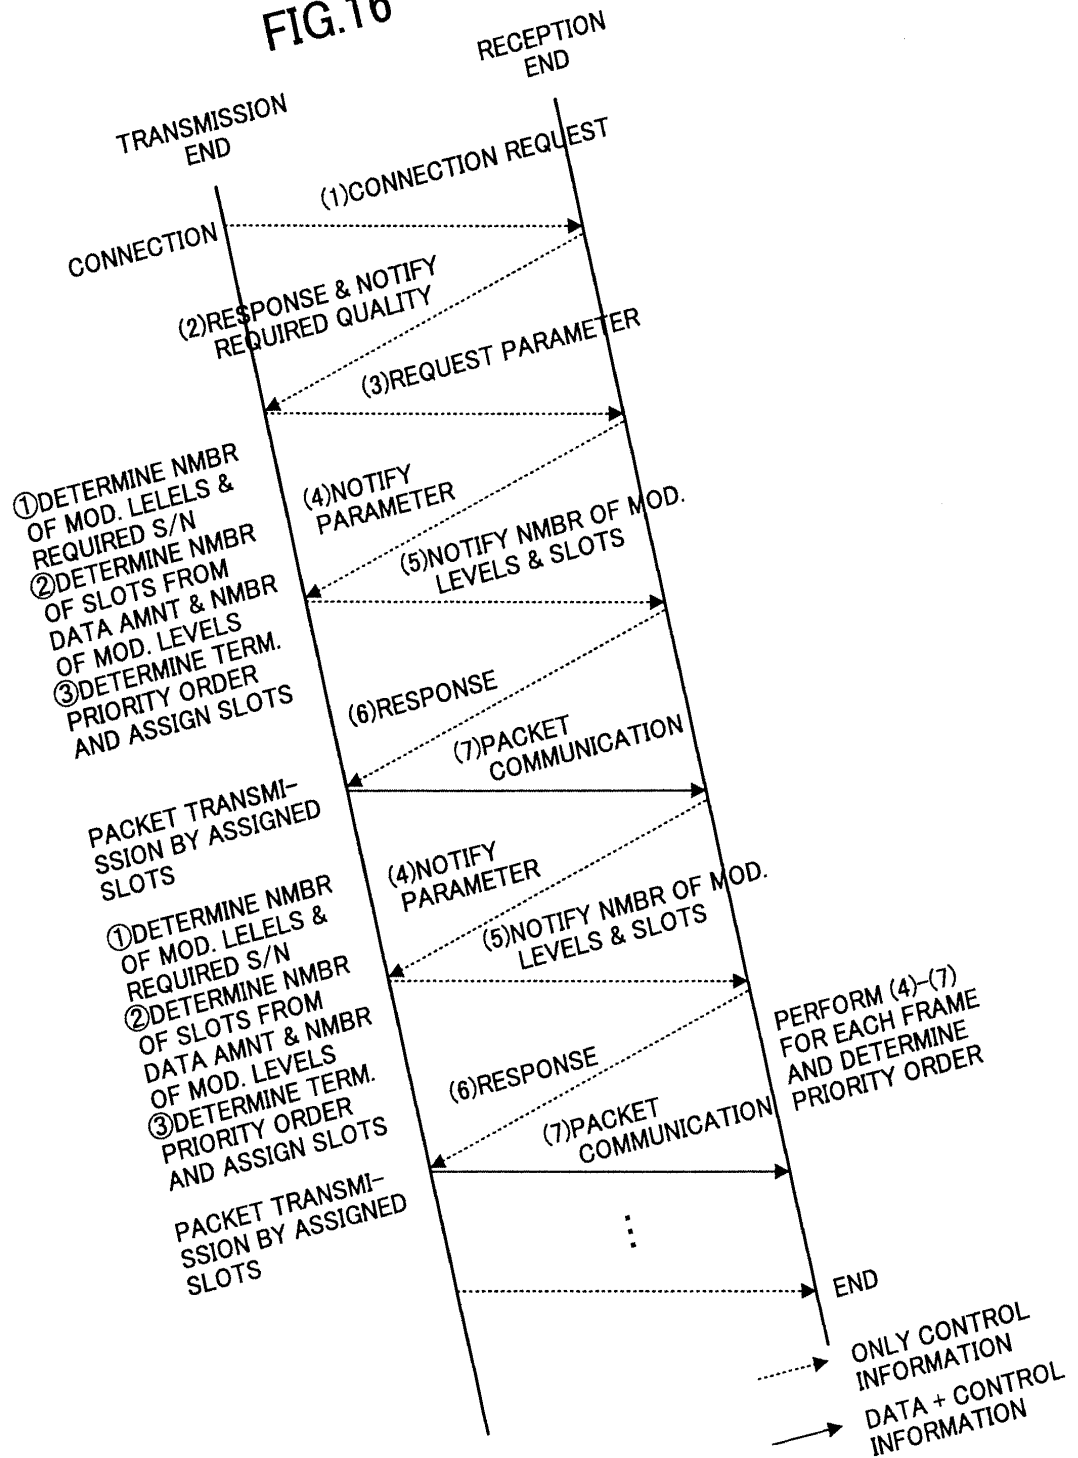 FIG.16
RECEPTION
END
TRANSMISSION
END
(1)CONNECTION REQUEST
CONNECTION
(2)RESPONSE & NOTIFY
REQUIRED QUALITY
(3)REQUEST PARAMETER
①DETERMINE NMBR
OF MOD. LELELS &
REQUIRED S/N
②DETERMINE NMBR
OF SLOTS FROM
DATA AMNT & NMBR
OF MOD. LEVELS
③DETERMINE TERM.
PRIORITY ORDER
AND ASSIGN SLOTS
(4)NOTIFY
PARAMETER
(5)NOTIFY NMBR OF MOD.
LEVELS & SLOTS
(6)RESPONSE
(7)PACKET
COMMUNICATION
PACKET TRANSMI-
SSION BY ASSIGNED
SLOTS
(4)NOTIFY
PARAMETER
(5)NOTIFY NMBR OF MOD.
LEVELS & SLOTS
①DETERMINE NMBR
OF MOD. LELELS &
REQUIRED S/N
②DETERMINE NMBR
OF SLOTS FROM
DATA AMNT & NMBR
OF MOD. LEVELS
③DETERMINE TERM.
PRIORITY ORDER
AND ASSIGN SLOTS
(6)RESPONSE
(7)PACKET
COMMUNICATION
PERFORM (4)-(7)
FOR EACH FRAME
AND DETERMINE
PRIORITY ORDER
PACKET TRANSMI-
SSION BY ASSIGNED
SLOTS
END
ONLY CONTROL
INFORMATION
DATA + CONTROL
INFORMATION